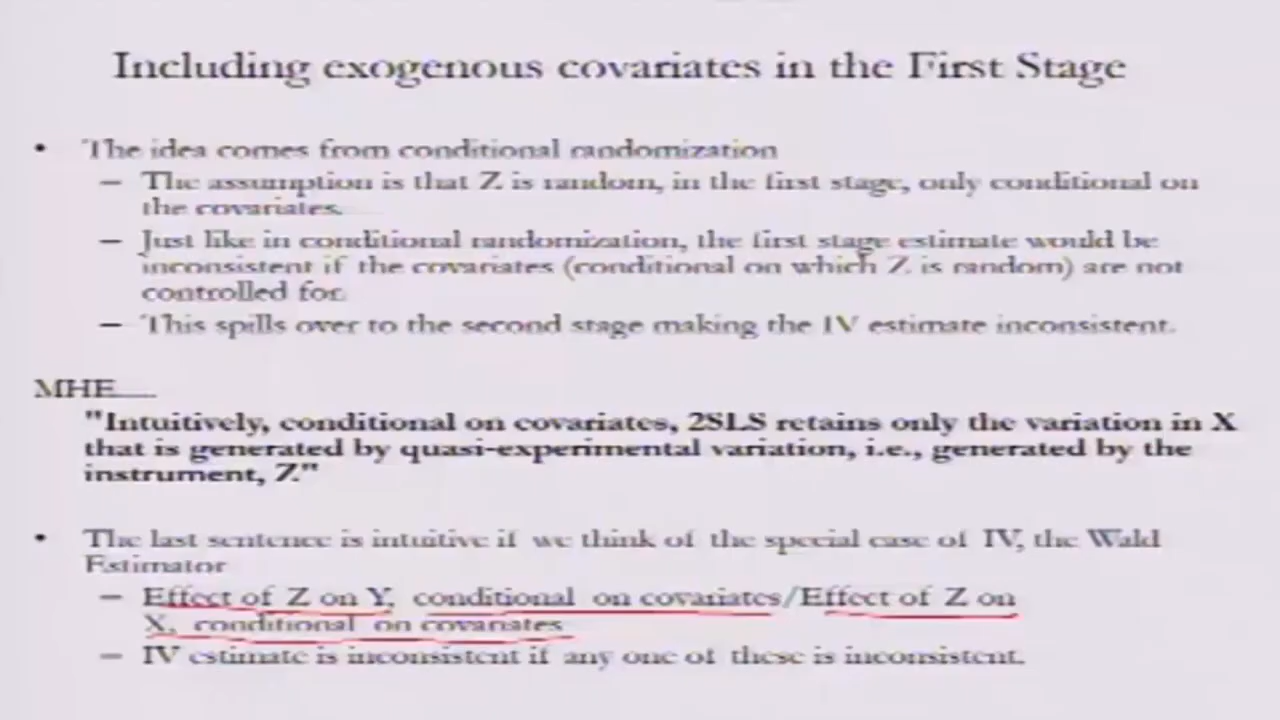 Including exogenous covariates in the First Stage
• The idea comes from conditional randomization
– The assumption is that Z is random, in the first stage, only conditional on
the covariates.
– Just like in conditional randomization, the first stage estimate would be
inconsistent if the covariates (conditional on which Z is random) are not
controlled for.
– This spills over to the second stage making the IV estimate inconsistent.
MHE.....
"Intuitively, conditional on covariates, 2SLS retains only the variation in X
that is generated by quasi-experimental variation, i.e., generated by the
instrument, Z."
• The last sentence is intuitive if we think of the special case of IV, the Wald
Estimator
– Effect of Z on Y, conditional on covariates/Effect of Z on
X, conditional on covariates
– IV estimate is inconsistent if any one of these is inconsistent.